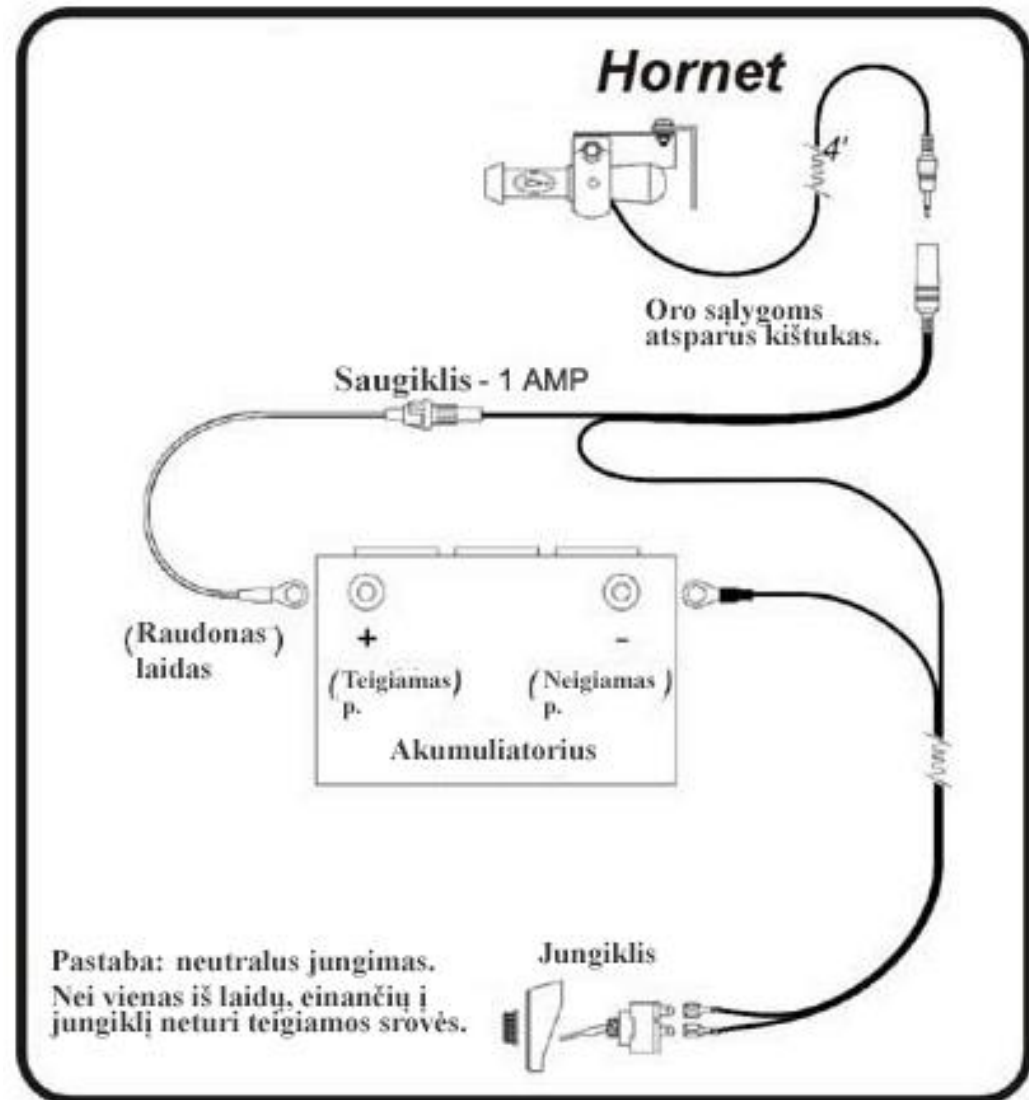 Hornet
4'
Oro sąlygoms
atsparus kištukas.
Saugiklis - 1 AMP
(Raudonas)
laidas
+
-
(Teigiamas)
p.
(Neigiamas)
p.
Akumuliatorius
Jungiklis
Pastaba: neutralus jungimas.
Nei vienas iš laidų, einančių į
jungiklį neturi teigiamos srovės.